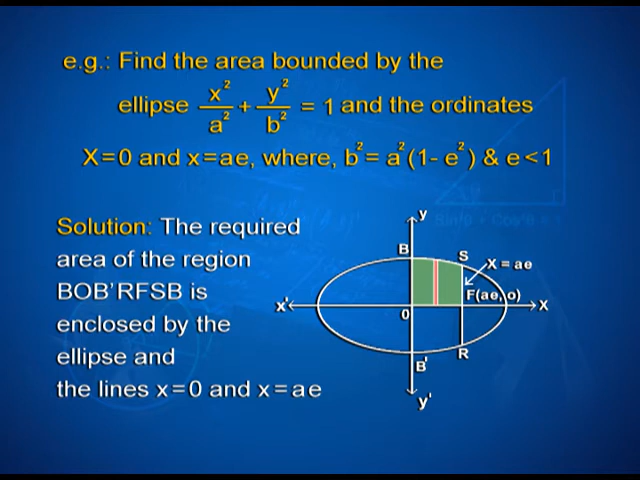 e.g.: Find the area bounded by the
ellipse x²/a² + y²/b² = 1 and the ordinates
X=0 and x=ae, where, b²= a²(1- e²) & e<1
Solution: The required
area of the region
BOB'RFSB is
enclosed by the
ellipse and
the lines x=0 and x=ae
y
B
S
X = ae
F(ae, o)
x'
X
0
B'
R
y'